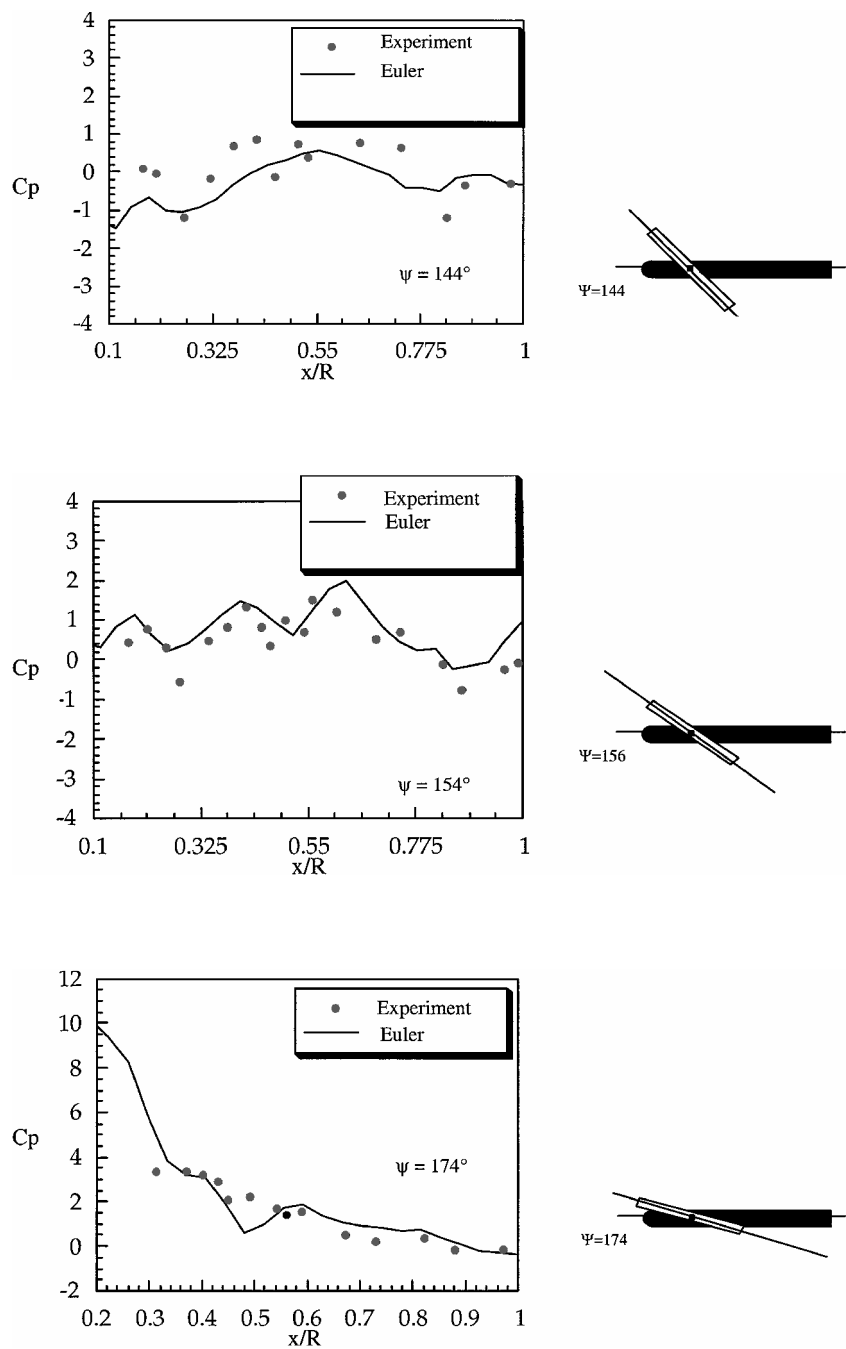 4
3
2
1
0
-1
-2
-3
-4
Cp
Experiment
Euler
ψ = 144°
0.1 0.325 0.55 0.775 1
x/R
Ψ=144
4
3
2
1
0
-1
-2
-3
-4
Cp
Experiment
Euler
ψ = 154°
0.1 0.325 0.55 0.775 1
x/R
Ψ=156
12
10
8
6
4
2
0
-2
Cp
Experiment
Euler
ψ = 174°
0.2 0.3 0.4 0.5 0.6 0.7 0.8 0.9 1
x/R
Ψ=174